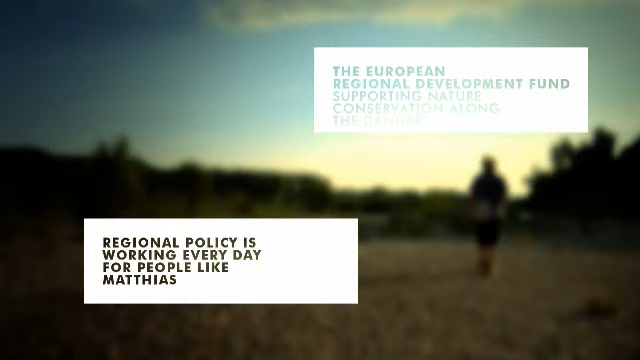 THE EUROPEAN
REGIONAL DEVELOPMENT FUND
SUPPORTING NATURE
CONSERVATION ALONG
THE DANUBE
REGIONAL POLICY IS
WORKING EVERY DAY
FOR PEOPLE LIKE
MATTHIAS